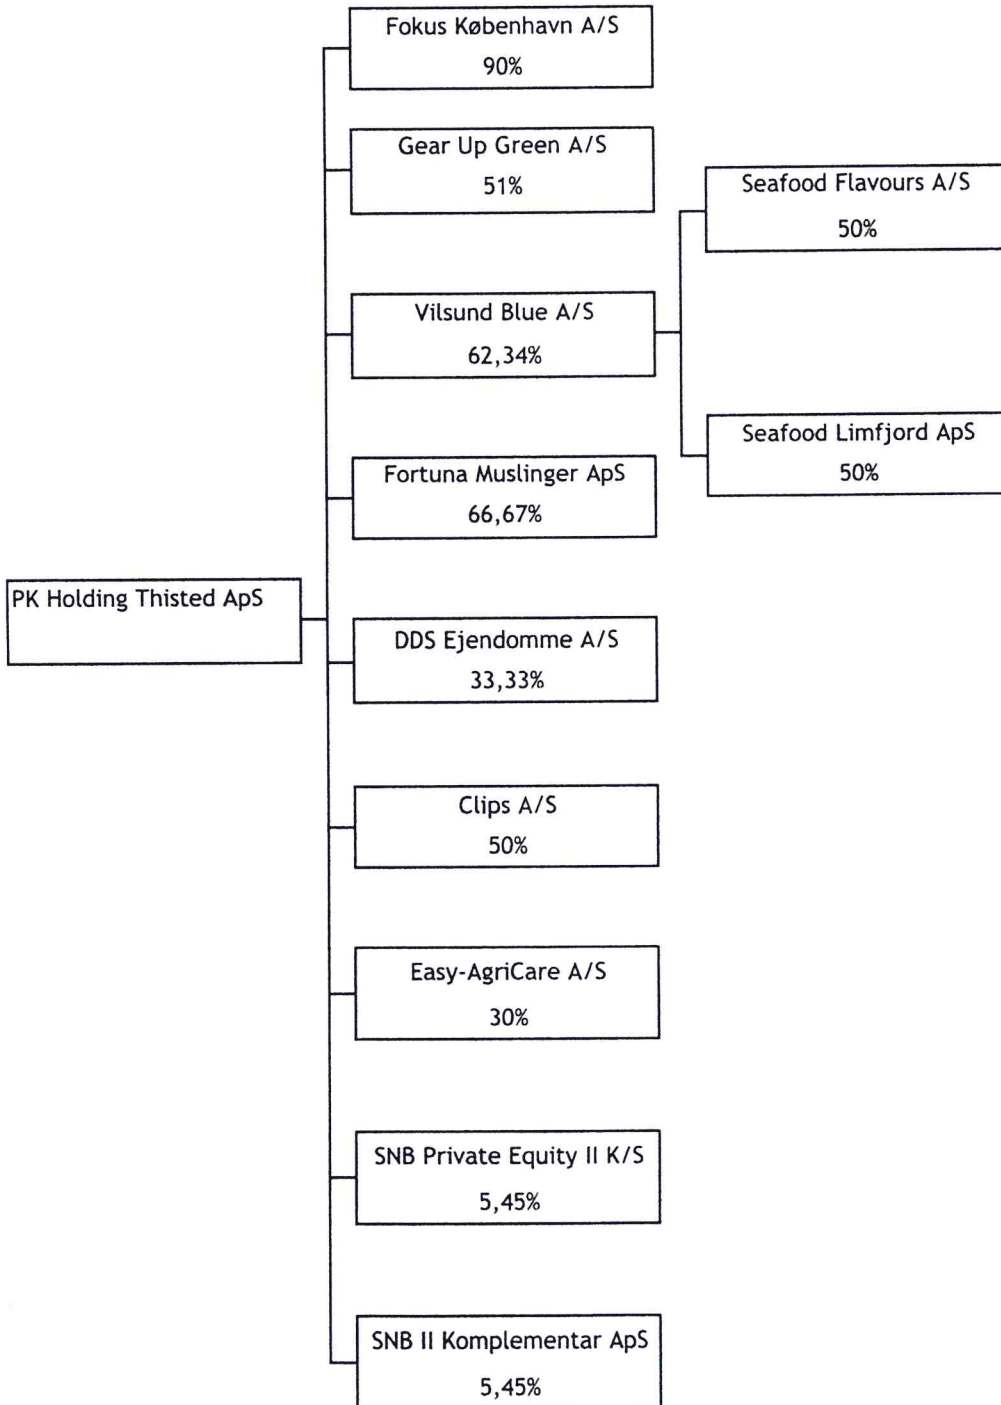 Fokus København A/S
90%
Gear Up Green A/S
51%
Seafood Flavours A/S
50%
Vilsund Blue A/S
62,34%
Seafood Limfjord ApS
50%
Fortuna Muslinger ApS
66,67%
PK Holding Thisted ApS
DDS Ejendomme A/S
33,33%
Clips A/S
50%
Easy-AgriCare A/S
30%
SNB Private Equity II K/S
5,45%
SNB II Komplementar ApS
5,45%